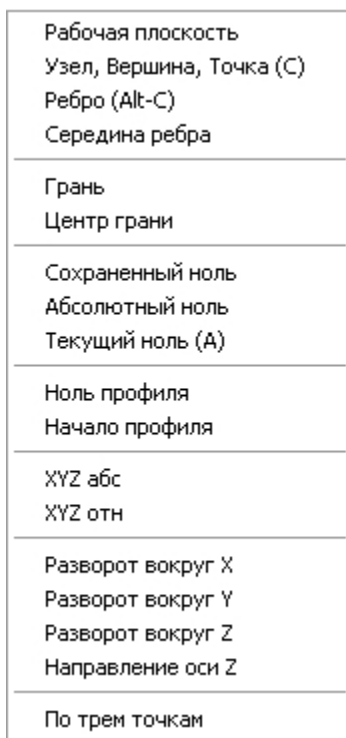 Рабочая плоскость
Узел, Вершина, Точка (C)
Ребро (Alt-C)
Середина ребра
Грань
Центр грани
Сохраненный ноль
Абсолютный ноль
Текущий ноль (A)
Ноль профиля
Начало профиля
XYZ абс
XYZ отн
Разворот вокруг X
Разворот вокруг Y
Разворот вокруг Z
Направление оси Z
По трем точкам